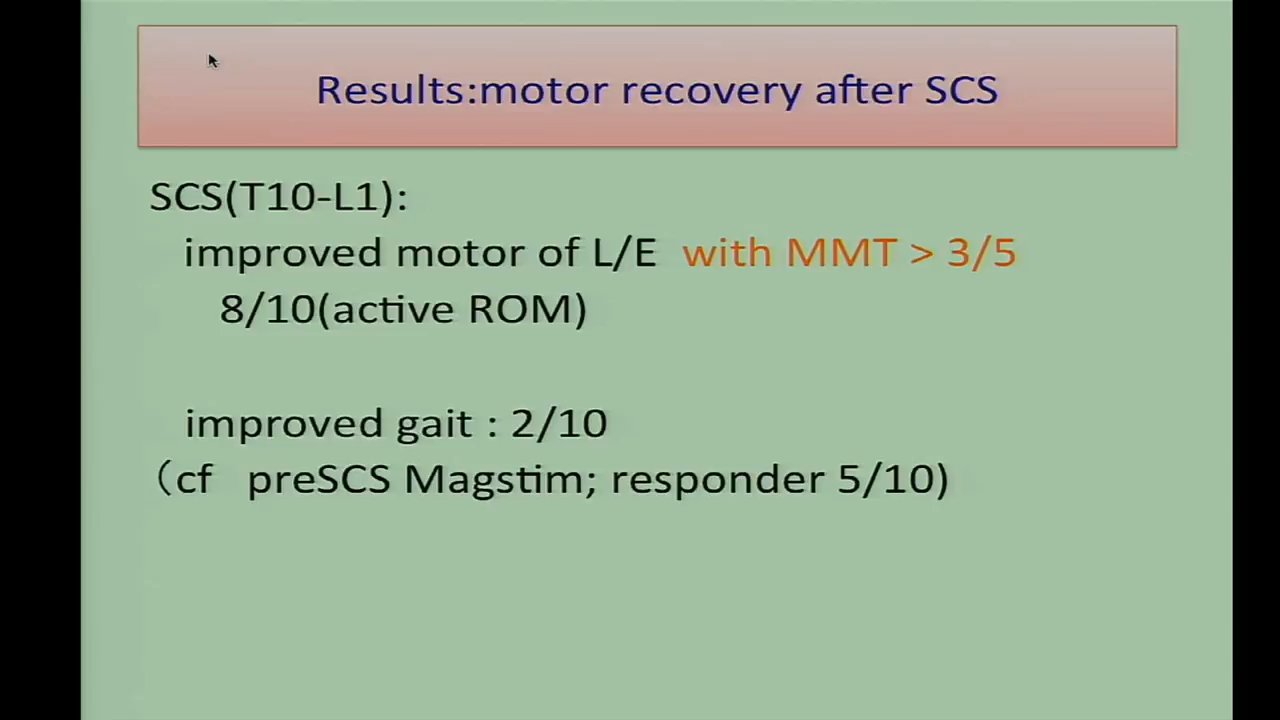 Results:motor recovery after SCS
SCS(T10-L1):
improved motor of L/E with MMT > 3/5
8/10(active ROM)
improved gait : 2/10
（cf preSCS Magstim; responder 5/10)